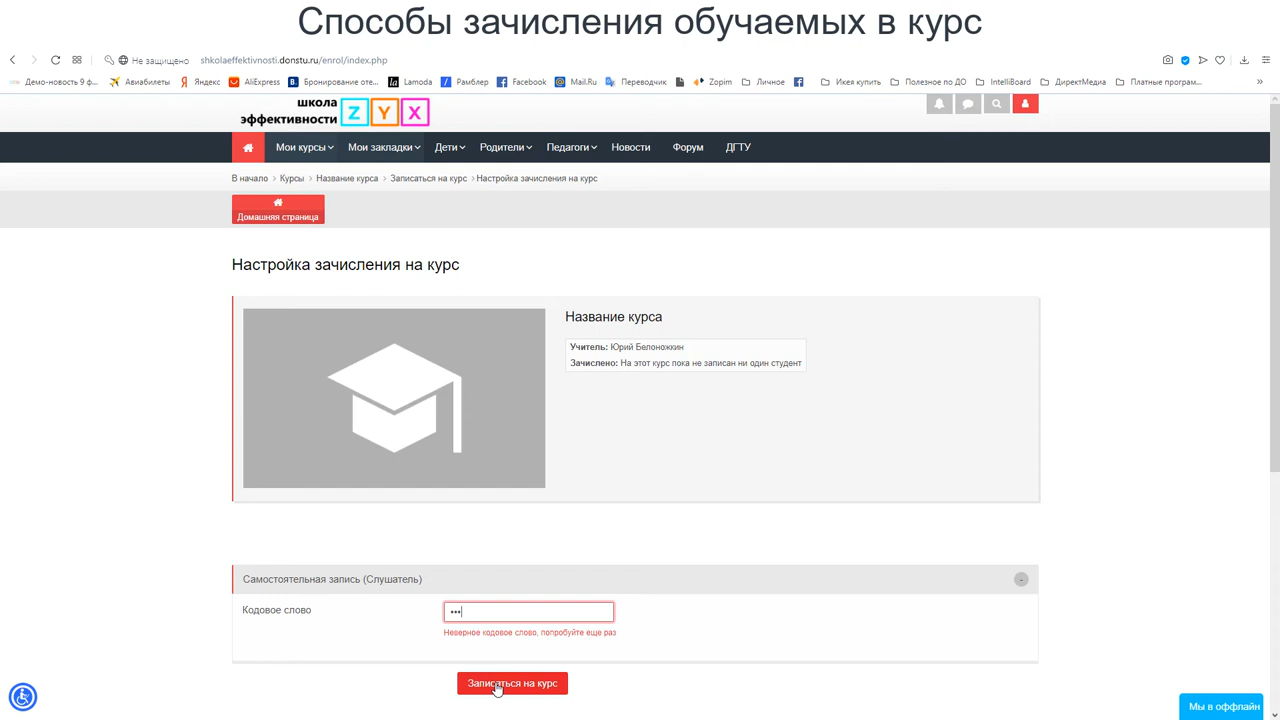 Способы зачисления обучаемых в курс
Не защищено shkolaeffektivnosti.donstu.ru/enrol/index.php
Демо-новость 9 ф... Авиабилеты Яндекс AliExpress Бронирование оте... Lamoda Рамблер Facebook Mail.Ru Переводчик Zopim Личное Икея купить Полезное по ДО IntelliBoard ДиректМедиа Платные програм... »
школа
эффективности Z Y X
Мои курсы Мои закладки Дети Родители Педагоги Новости Форум ДГТУ
В начало > Курсы > Название курса > Записаться на курс > Настройка зачисления на курс
Домашняя страница
Настройка зачисления на курс
Название курса
Учитель: Юрий Белоножкин
Зачислено: На этот курс пока не записан ни один студент
Самостоятельная запись (Слушатель) -
Кодовое слово •••
Неверное кодовое слово, попробуйте еще раз
Записаться на курс
Мы в оффлайн